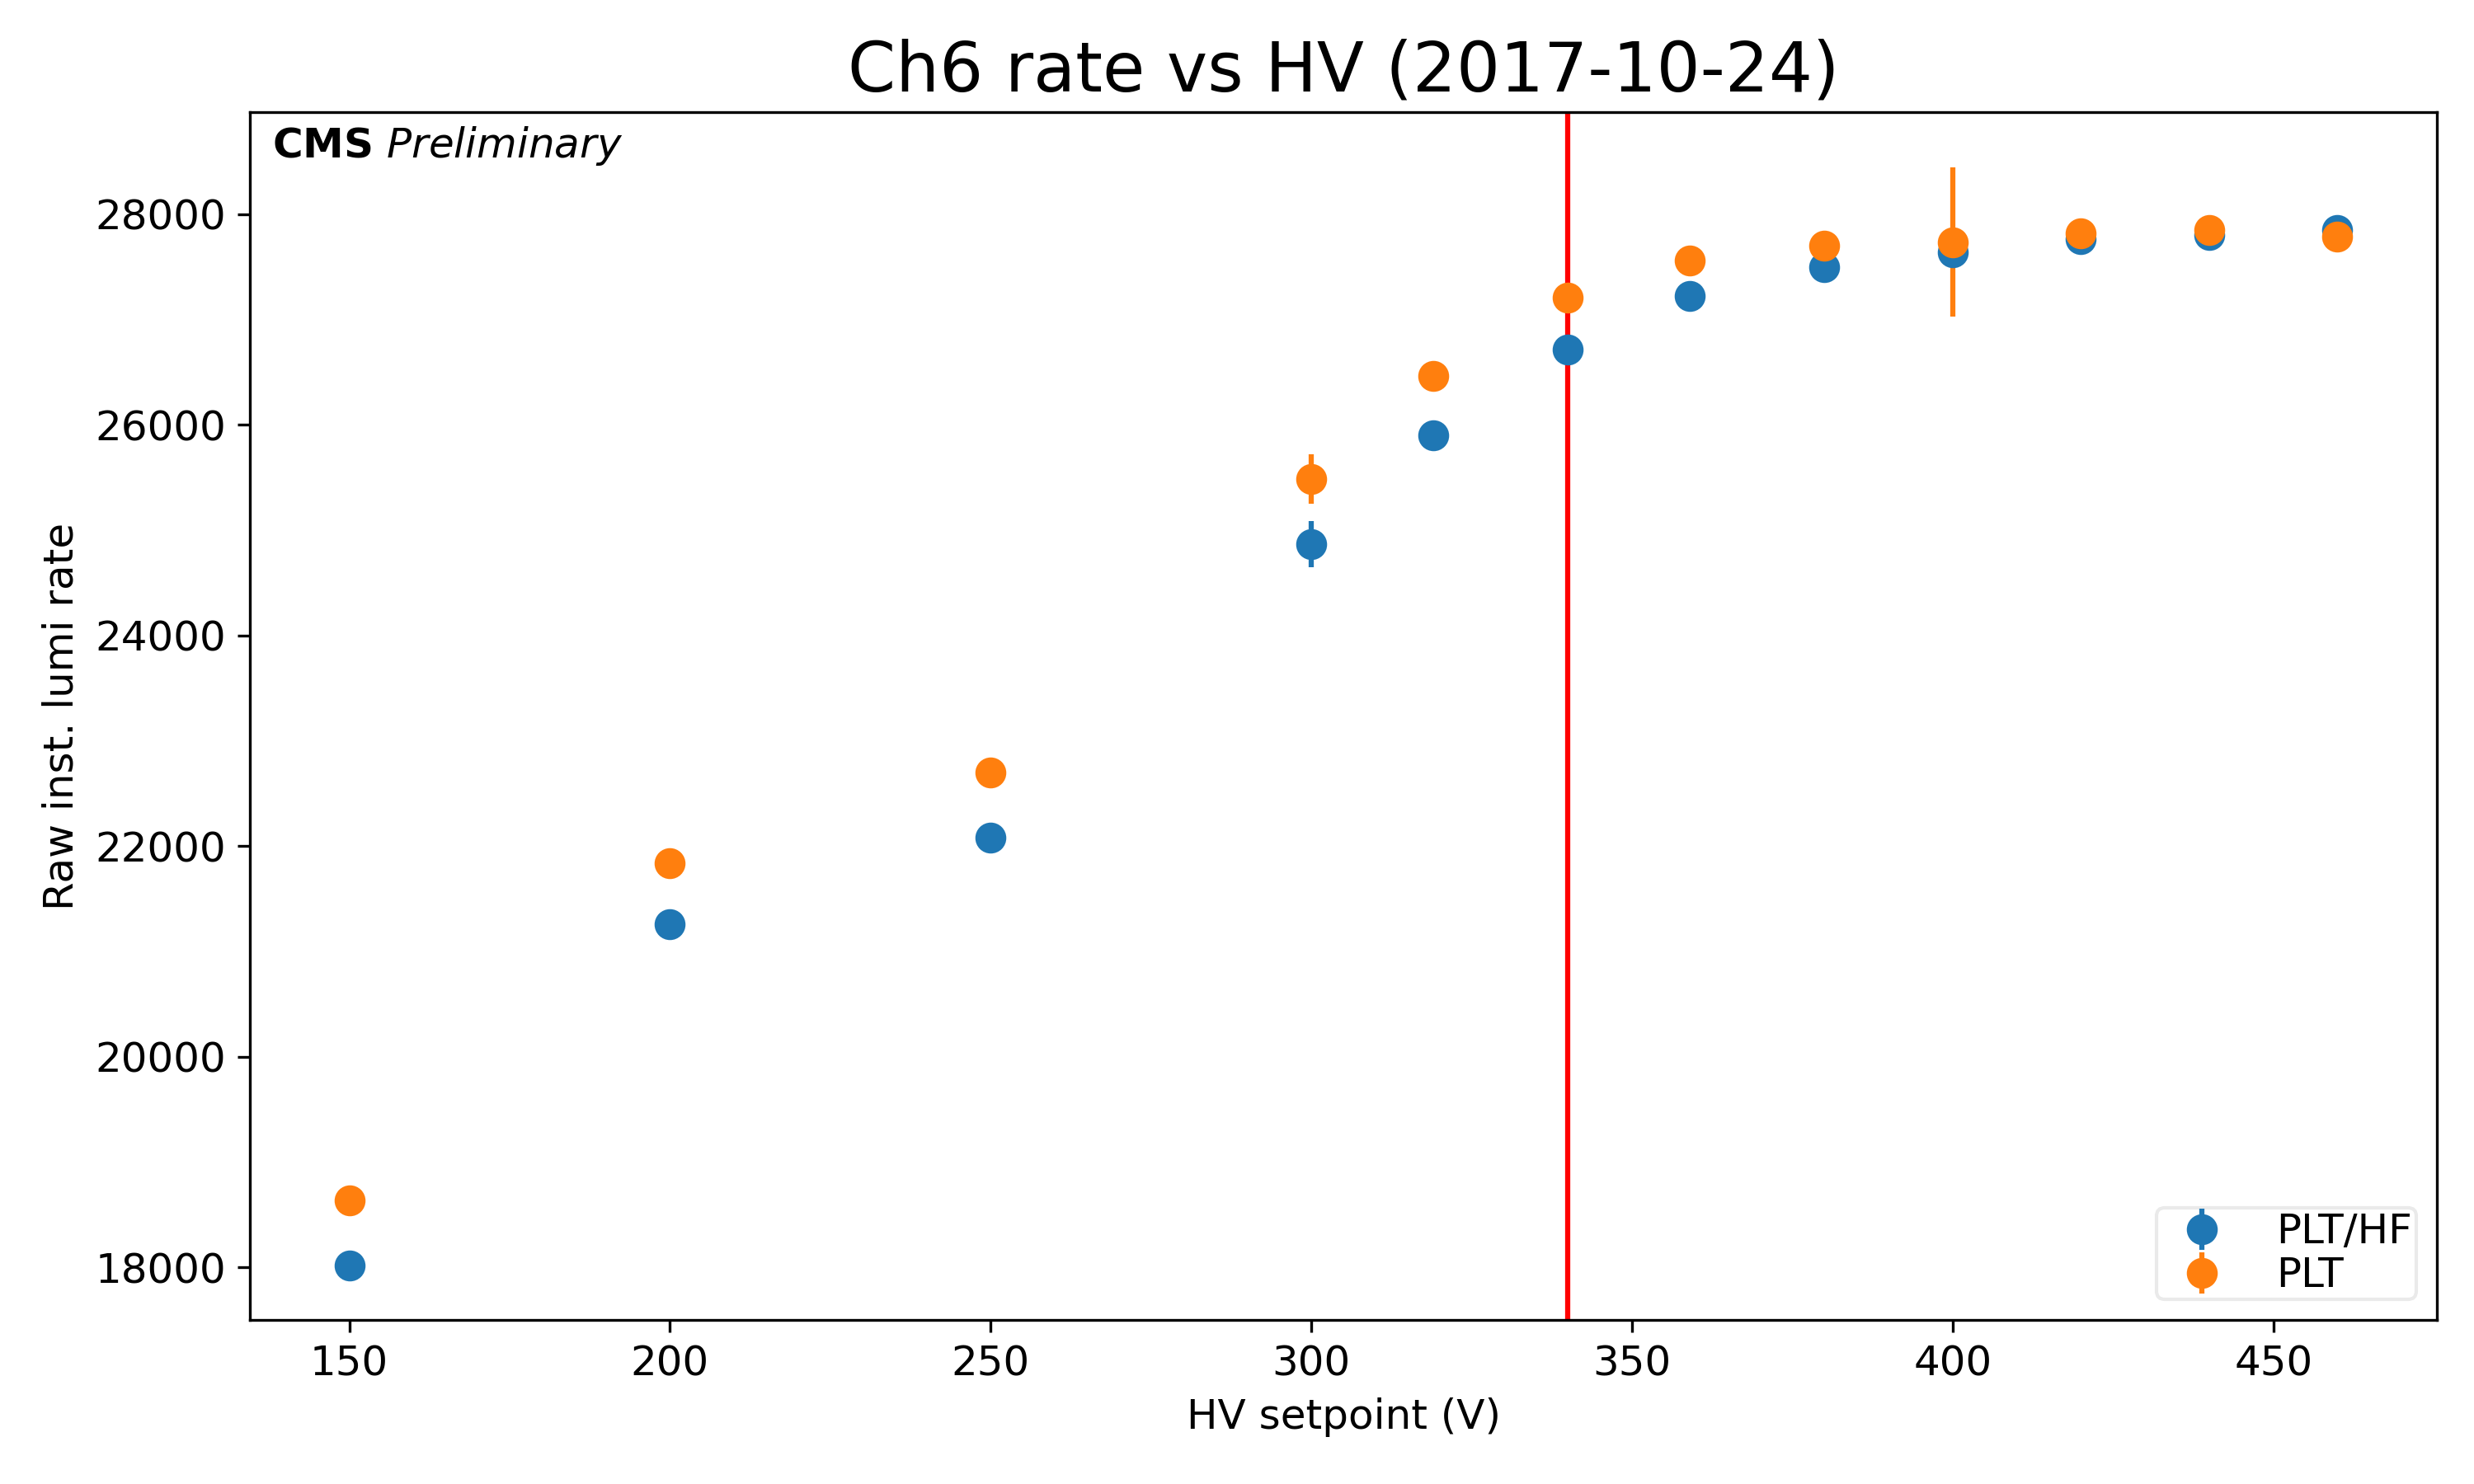 Ch6 rate vs HV (2017-10-24)
CMS Preliminary
28000
26000
24000
22000
20000
18000
Raw inst. lumi rate
150 200 250 300 350 400 450
HV setpoint (V)
PLT/HF
PLT